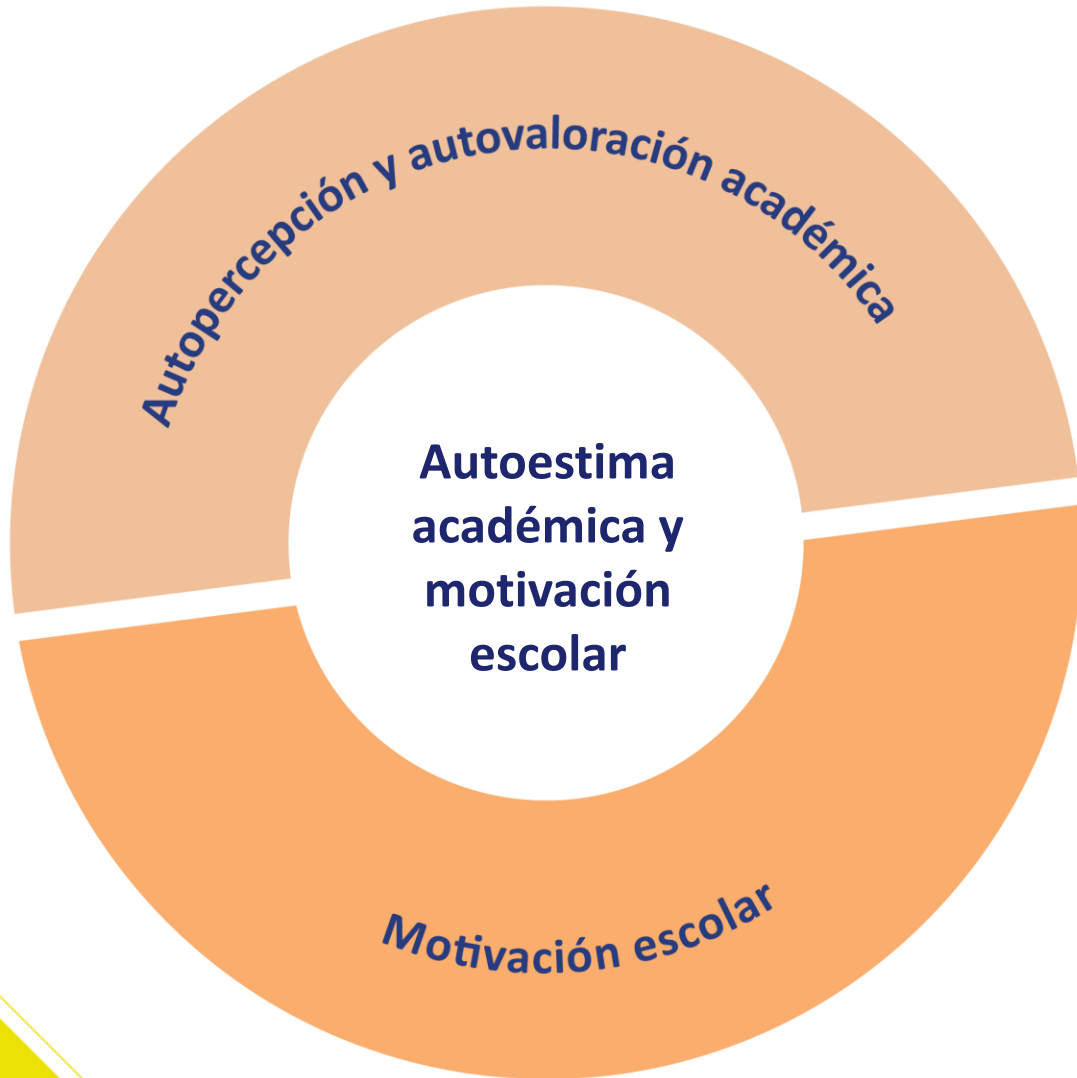 Autopercepción y autovaloración académica
Autoestima
académica y
motivación
escolar
Motivación escolar